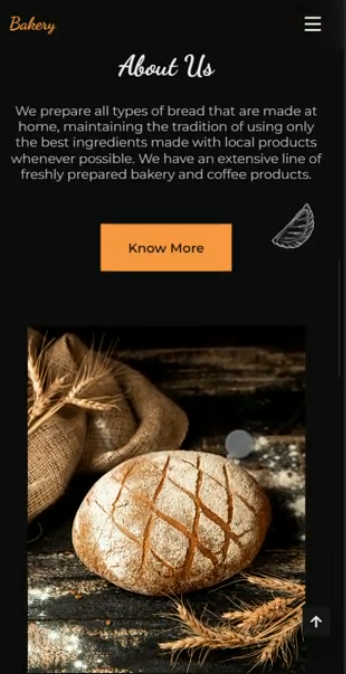 Bakery
About Us
We prepare all types of bread that are made at
home, maintaining the tradition of using only
the best ingredients made with local products
whenever possible. We have an extensive line of
freshly prepared bakery and coffee products.
Know More